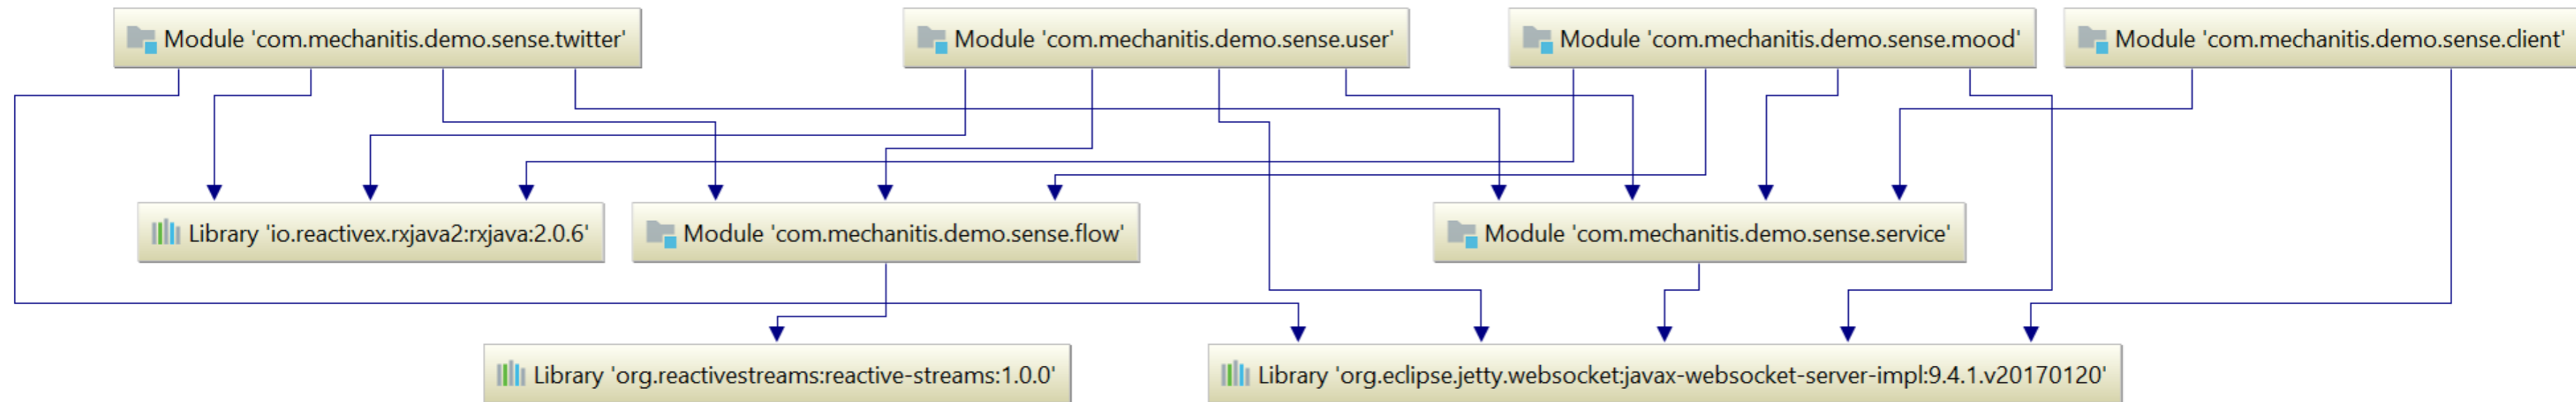 Module 'com.mechanitis.demo.sense.twitter'
Module 'com.mechanitis.demo.sense.user'
Module 'com.mechanitis.demo.sense.mood'
Module 'com.mechanitis.demo.sense.client'
Library 'io.reactivex.rxjava2:rxjava:2.0.6'
Module 'com.mechanitis.demo.sense.flow'
Module 'com.mechanitis.demo.sense.service'
Library 'org.reactivestreams:reactive-streams:1.0.0'
Library 'org.eclipse.jetty.websocket:javax-websocket-server-impl:9.4.1.v20170120'